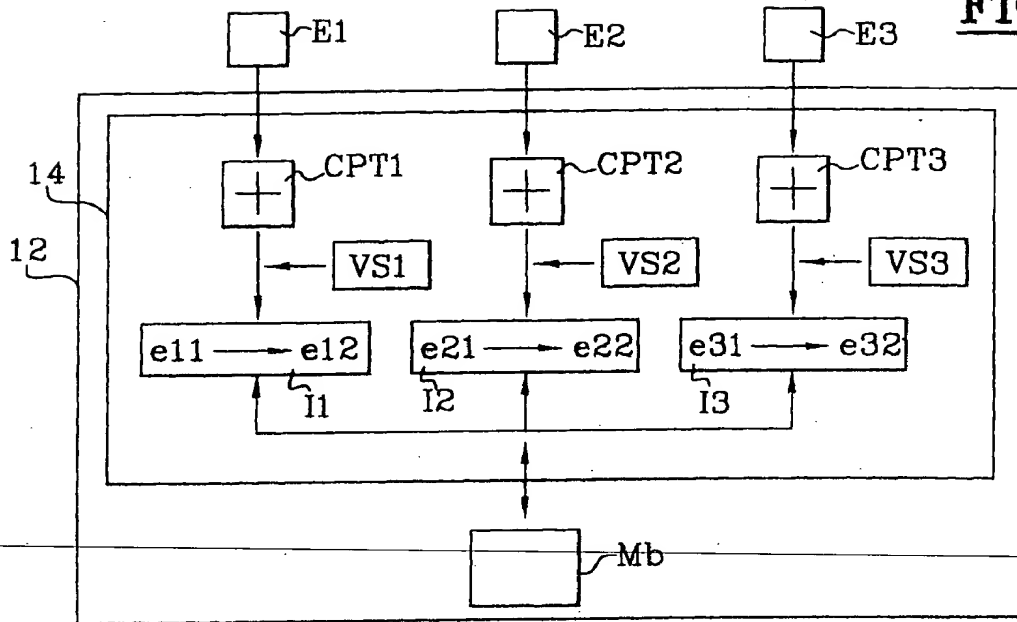 E1
E2
E3
CPT1
CPT2
CPT3
14
12
VS1
VS2
VS3
e11 e12
e21 e22
e31 e32
I1
I2
I3
Mb